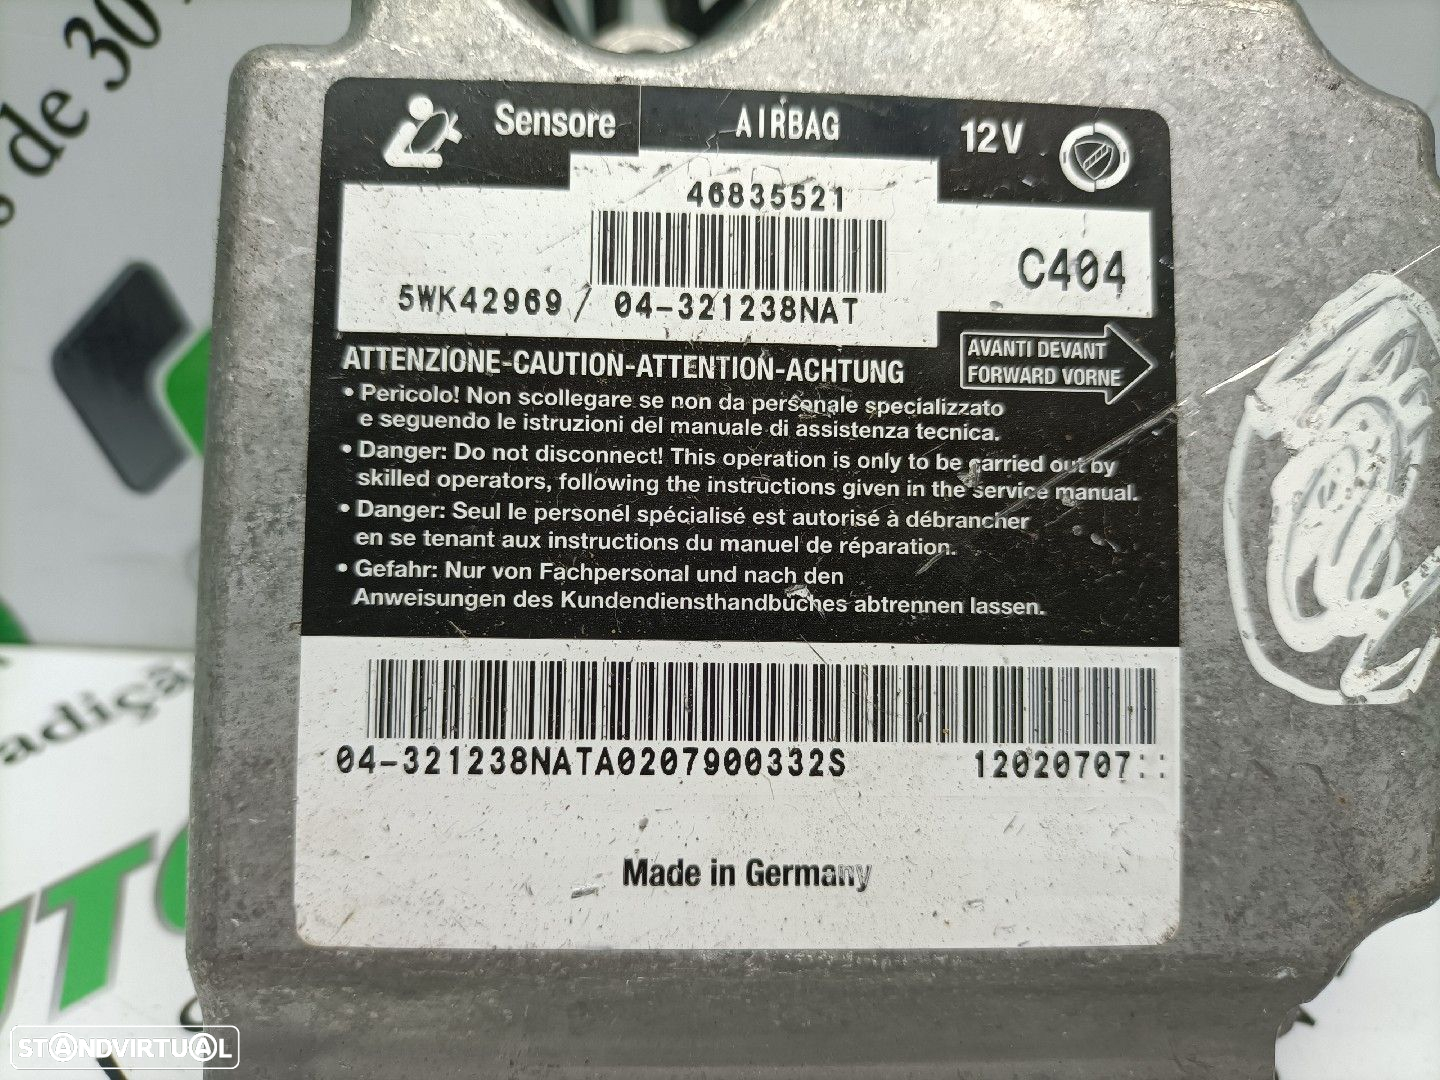 de 30
Sensore AIRBAG 12V
46835521
C404
5WK42969 / 04-321238NAT
ATTENZIONE-CAUTION-ATTENTION-ACHTUNG
AVANTI DEVANT
FORWARD VORNE
• Pericolo! Non scollegare se non da personale specializzato
e seguendo le istruzioni del manuale di assistenza tecnica.
• Danger: Do not disconnect! This operation is only to be carried out by
skilled operators, following the instructions given in the service manual.
• Danger: Seul le personél spécialisé est autorisé à débrancher
en se tenant aux instructions du manuel de réparation.
• Gefahr: Nur von Fachpersonal und nach den
Anweisungen des Kundendiensthandbuches abtrennen lassen.
04-321238NATA0207900332S 12020707::
Made in Germany
STANDVIRTUAL